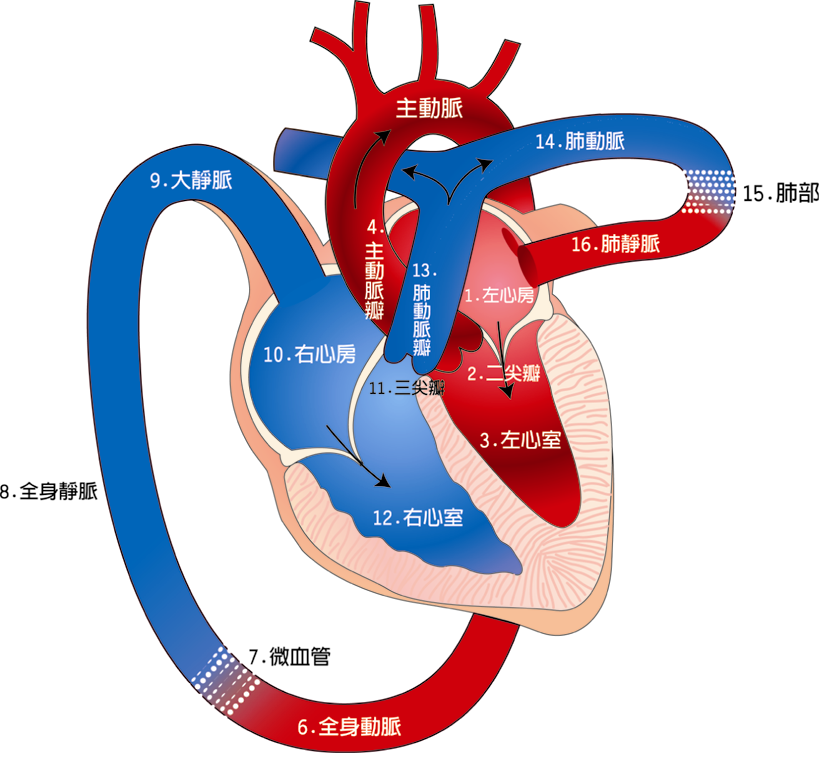 主動脈
14.肺動脈
9.大靜脈
15.肺部
4.主動脈瓣
16.肺靜脈
13.肺動脈瓣
1.左心房
10.右心房
2.二尖瓣
11.三尖瓣
3.左心室
8.全身靜脈
12.右心室
7.微血管
6.全身動脈